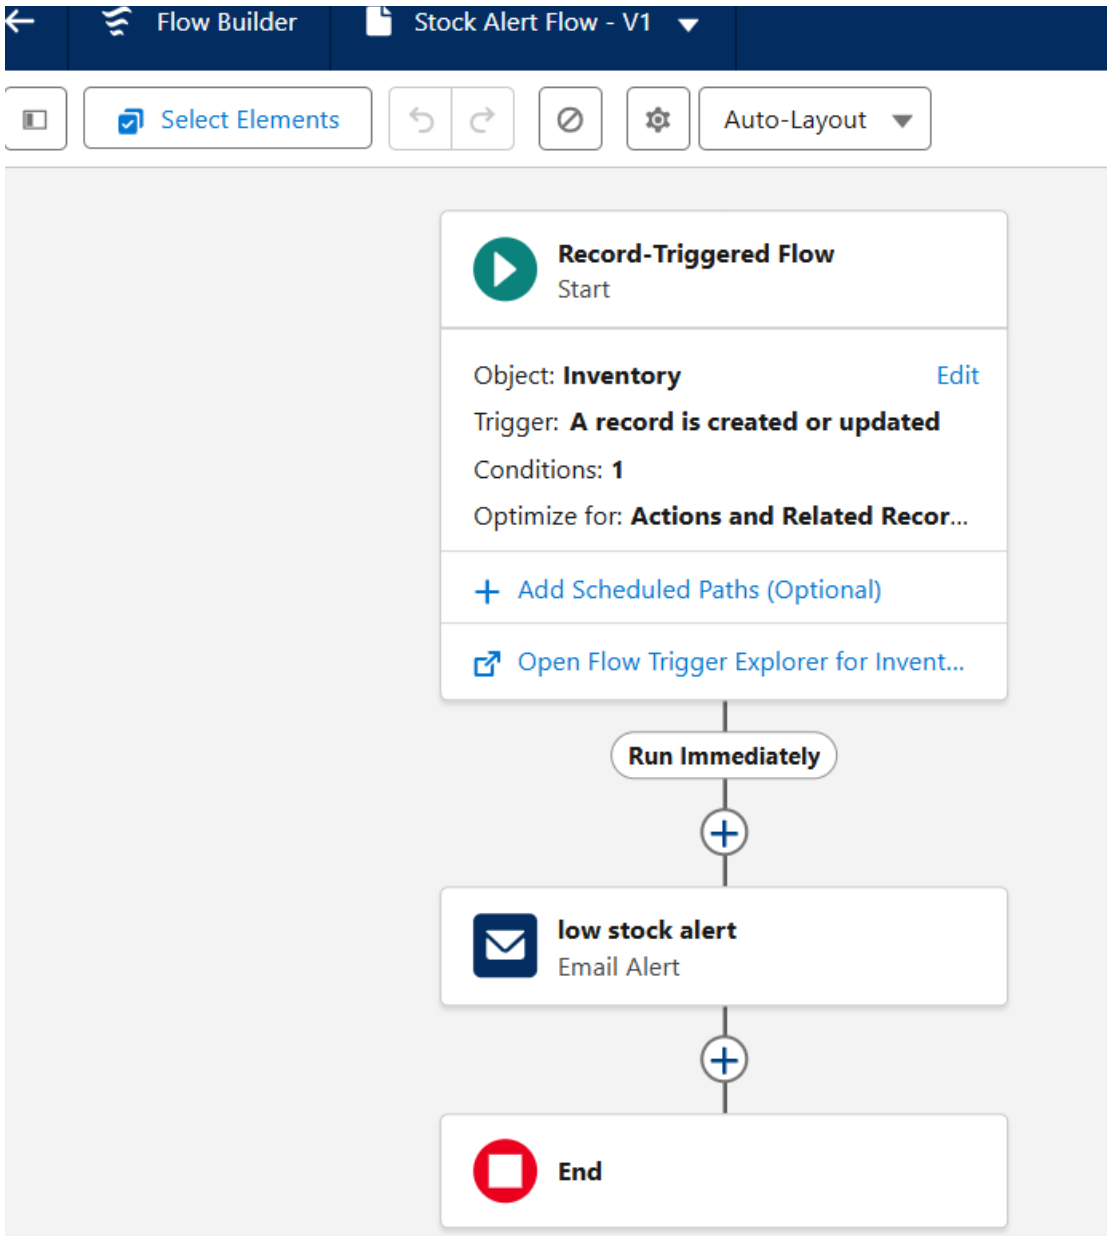 Flow Builder
Stock Alert Flow - V1
Select Elements
Auto-Layout
Record-Triggered Flow
Start
Object: Inventory
Edit
Trigger: A record is created or updated
Conditions: 1
Optimize for: Actions and Related Recor...
Add Scheduled Paths (Optional)
Open Flow Trigger Explorer for Invent...
Run Immediately
low stock alert
Email Alert
End